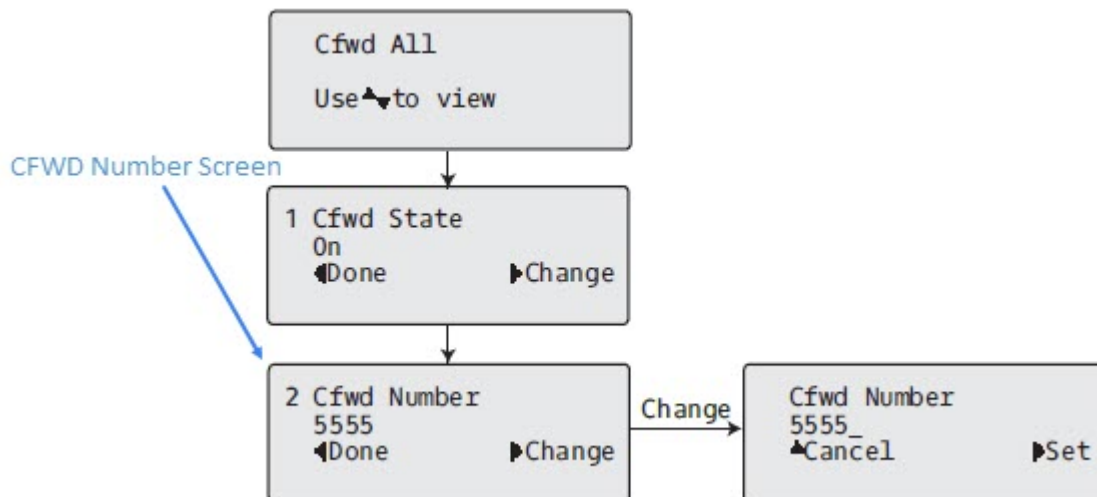 Cfwd All
Use▲▼to view
CFWD Number Screen
1 Cfwd State
On
◀Done ▶Change
2 Cfwd Number
5555
◀Done ▶Change
Change
Cfwd Number
5555_
▲Cancel ▶Set